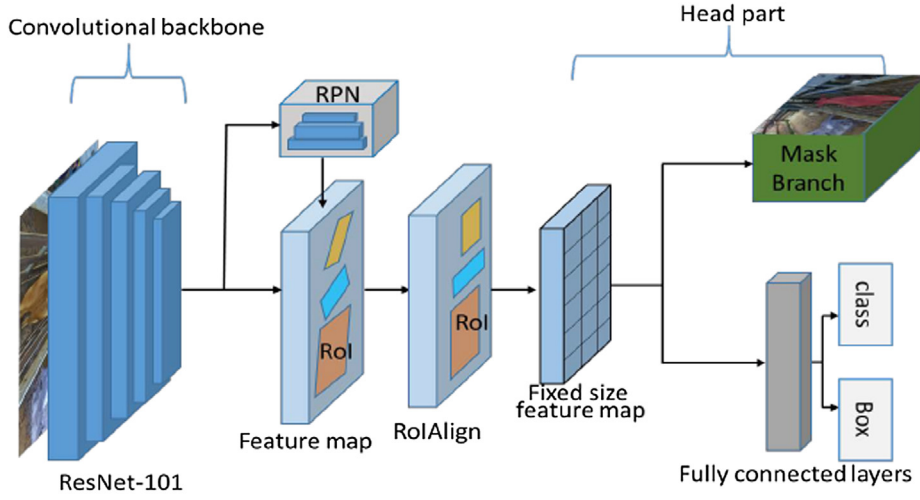 Convolutional backbone
Head part
RPN
Mask
Branch
RoI
RoI
class
Box
Feature map
RoIAlign
Fixed size
feature map
ResNet-101
Fully connected layers